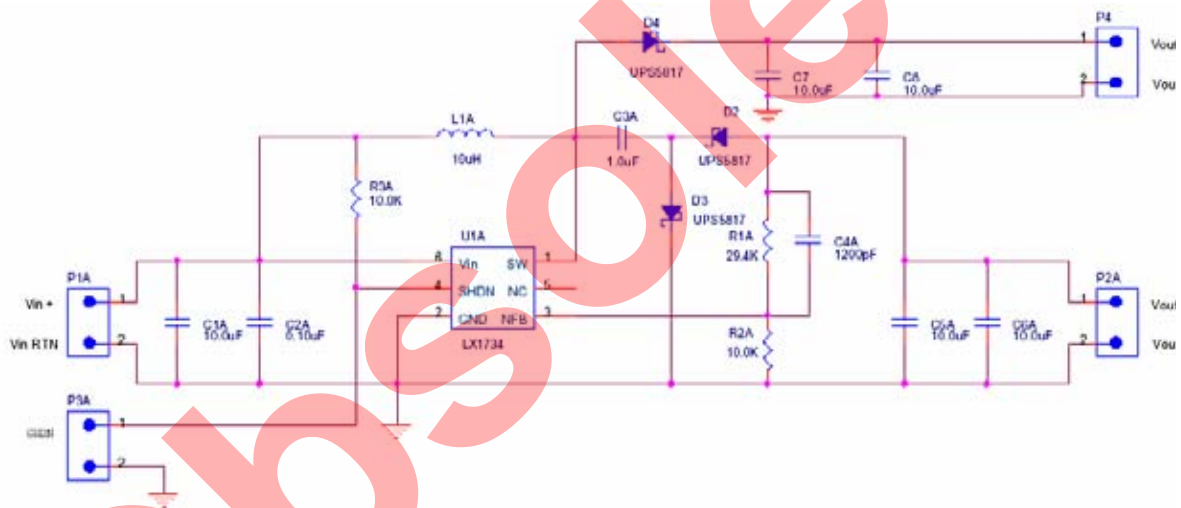 D4
UPS5817
P4
1
2
Vout
Vout
C7
10.0uF
C8
10.0uF
L1A
10uH
C3A
1.0uF
D2
UPS5817
R3A
10.0K
D3
UPS5817
R1A
29.4K
C4A
1200pF
U1A
6
Vin
SW
1
4
SHDN
NC
5
2
GND
NFB
3
LX1734
P1A
Vin +
1
Vin RTN
2
C1A
10.0uF
C2A
0.10uF
R2A
10.0K
C5A
10.0uF
C6A
10.0uF
P2A
1
2
P3A
1
2